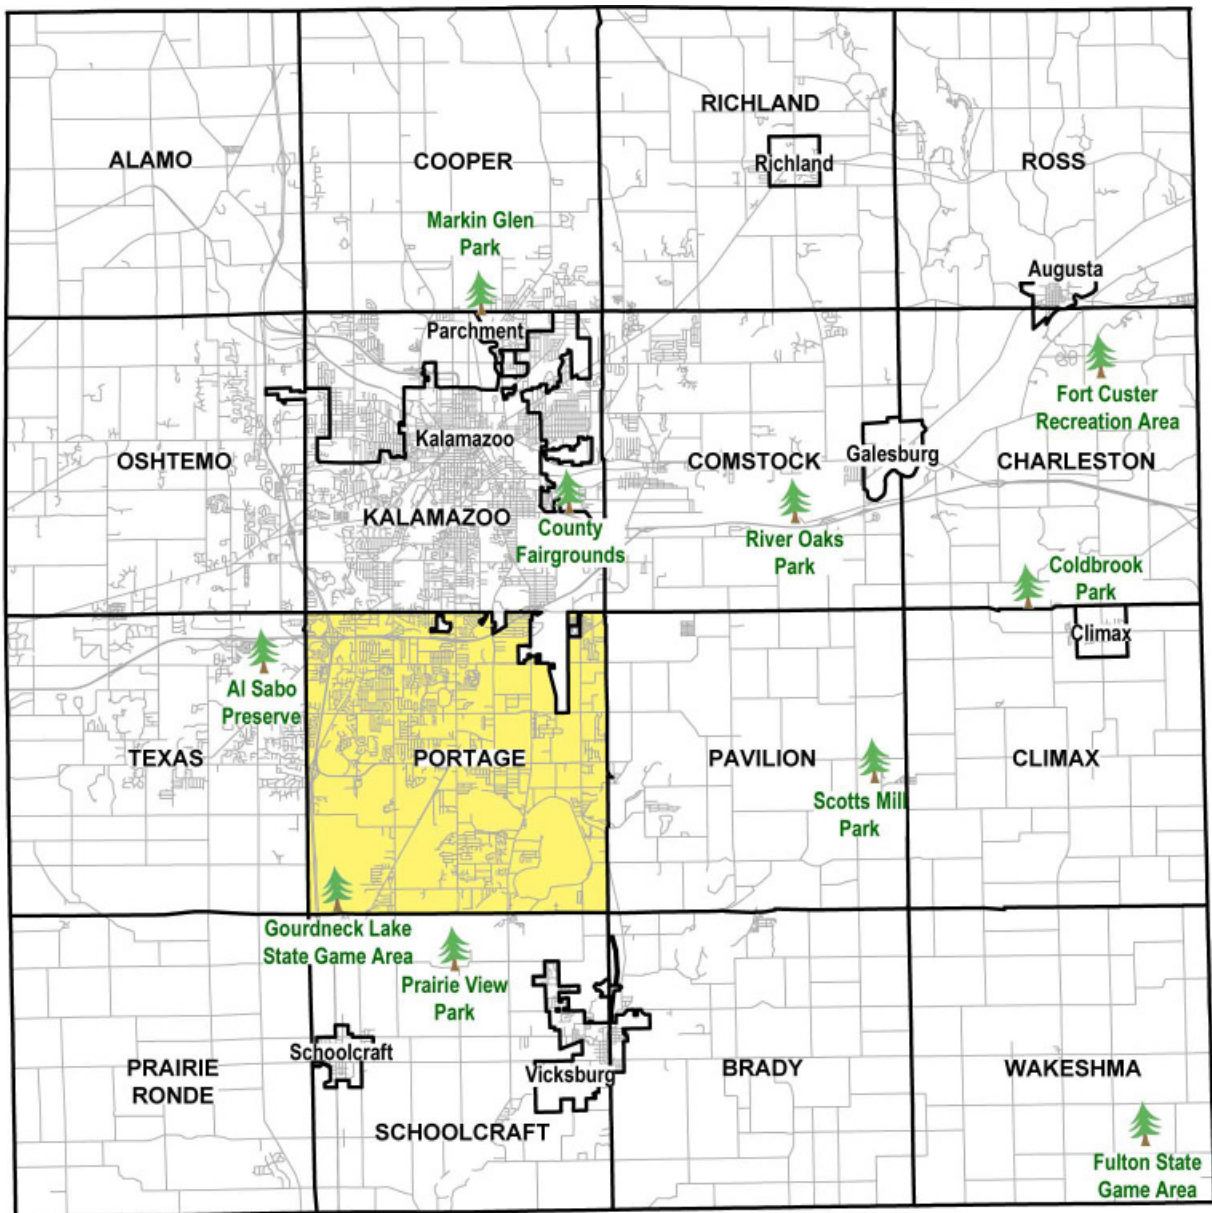 RICHLAND
ALAMO
COOPER
Richland
ROSS
Markin Glen
Park
Augusta
Parchment
Fort Custer
Recreation Area
Kalamazoo
OSHTEMO
COMSTOCK
Galesburg
CHARLESTON
KALAMAZOO
County
Fairgrounds
River Oaks
Park
Coldbrook
Park
Climax
Al Sabo
Preserve
TEXAS
PORTAGE
PAVILION
CLIMAX
Scotts Mill
Park
Gourdneck Lake
State Game Area
Prairie View
Park
Schoolcraft
PRAIRIE
RONDE
Vicksburg
BRADY
WAKESHMA
SCHOOLCRAFT
Fulton State
Game Area